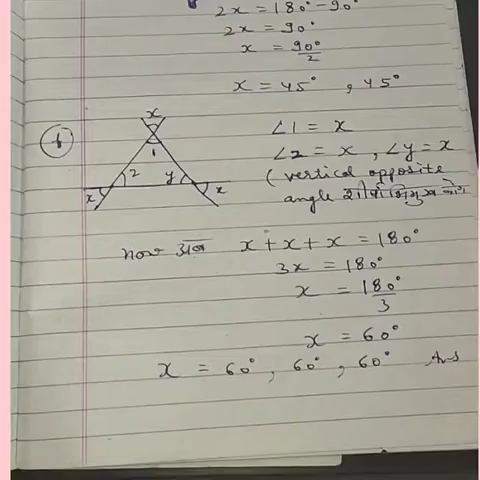 2x = 180° - 90°
2x = 90°
x = 90°/2
x = 45° , 45°
(f)
x
1
2
y
x
x
∠1 = x
∠2 = x , ∠y = x
( vertical opposite
angle शीर्षाभिमुख कोण
now अब x + x + x = 180°
3x = 180°
x = 180°/3
x = 60°
x = 60° , 60° , 60° Ans